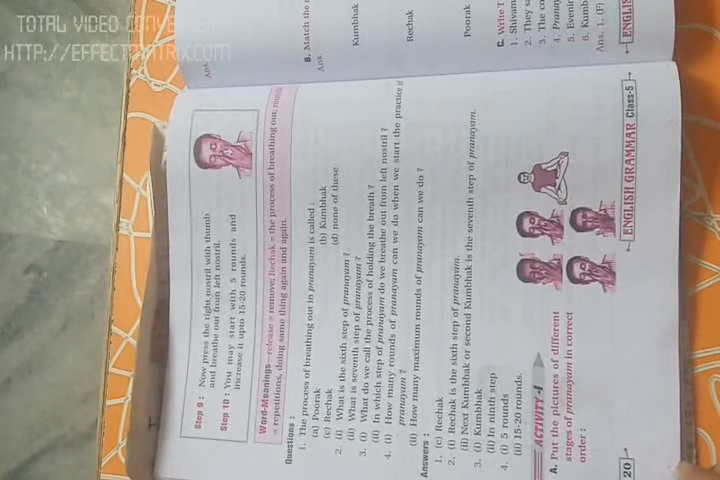 TOTAL VIDEO CONVE
HTTP://EFFECTMATRIX.COM
Step 9 : Now press the right nostril with thumb
and breathe out from left nostril.
Step 10 : You may start with 5 rounds and
increase it upto 15-20 rounds.
Word-Meanings—release = remove; Rechak = the process of breathing out; round
= repetitions, doing same thing again and again.
Questions :
1. The process of breathing out in pranayam is called :
(a) Poorak (b) Kumbhak
(c) Rechak (d) none of these
2. (i) What is the sixth step of pranayam ?
(ii) What is seventh step of pranayam ?
3. (i) What do we call the process of holding the breath ?
(ii) In which step of pranayam do we breathe out from left nostril ?
4. (i) How many rounds of pranayam can we do when we start the practice
pranayam ?
(ii) How many maximum rounds of pranayam can we do ?
Answers :
1. (c) Rechak
2. (i) Rechak is the sixth step of pranayam.
(ii) Next Kumbhak or second Kumbhak is the seventh step of pranayam.
3. (i) Kumbhak
(ii) In ninth step
4. (i) 5 rounds
(ii) 15-20 rounds.
ACTIVITY-I
A. Put the pictures of different
stages of pranayam in correct
order :
20
ENGLISH GRAMMAR Class-5
Ans.
B. Match the
Ans.
Kumbhak
Rechak
Poorak
C. Write T
1. Shivam
2. They
3. The co
4. Pranay
5. Evenin
6. Kumb
Ans. 1. (F)
ENGLIS